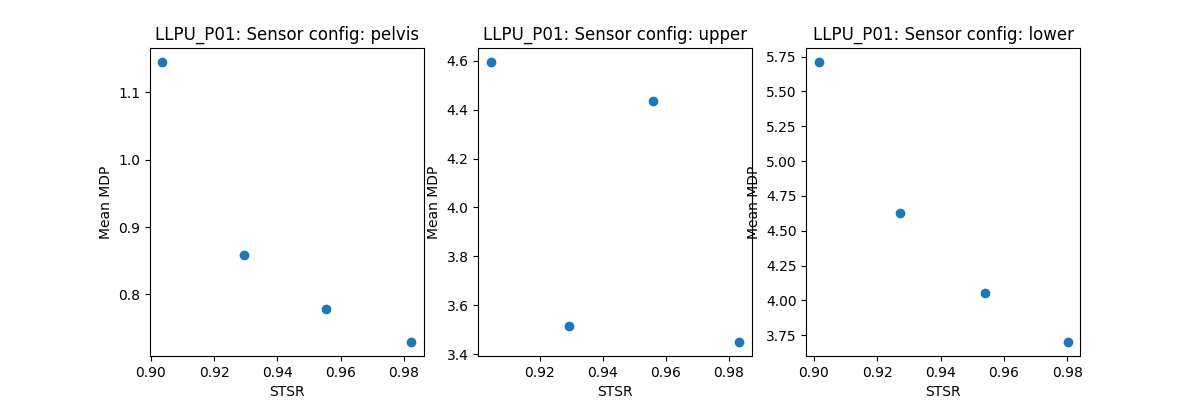 LLPU_P01: Sensor config: pelvis
1.1
1.0
0.9
0.8
Mean MDP
0.90 0.92 0.94 0.96 0.98
STSR
LLPU_P01: Sensor config: upper
4.6
4.4
4.2
4.0
3.8
3.6
3.4
Mean MDP
0.92 0.94 0.96 0.98
STSR
LLPU_P01: Sensor config: lower
5.75
5.50
5.25
5.00
4.75
4.50
4.25
4.00
3.75
Mean MDP
0.90 0.92 0.94 0.96 0.98
STSR